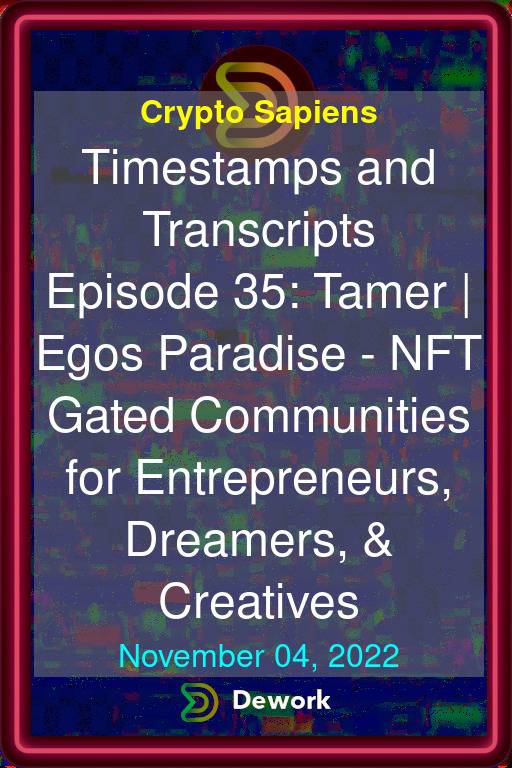 Crypto Sapiens
Timestamps and
Transcripts
Episode 35: Tamer |
Egos Paradise - NFT
Gated Communities
for Entrepreneurs,
Dreamers, &
Creatives
November 04, 2022
Dework